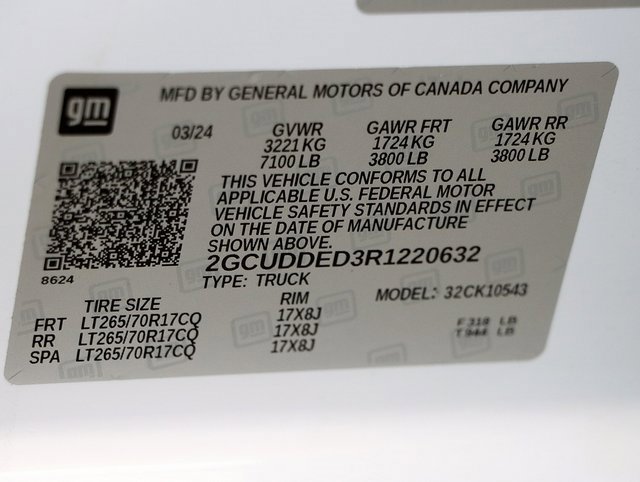 gm
MFD BY GENERAL MOTORS OF CANADA COMPANY
03/24 GVWR GAWR FRT GAWR RR
3221 KG 1724 KG 1724 KG
7100 LB 3800 LB 3800 LB
THIS VEHICLE CONFORMS TO ALL
APPLICABLE U.S. FEDERAL MOTOR
VEHICLE SAFETY STANDARDS IN EFFECT
ON THE DATE OF MANUFACTURE
SHOWN ABOVE.
2GCUDDED3R1220632
8624
TYPE: TRUCK
MODEL: 32CK10543
TIRE SIZE RIM
FRT LT265/70R17CQ 17X8J
RR LT265/70R17CQ 17X8J
SPA LT265/70R17CQ 17X8J
LB
LB